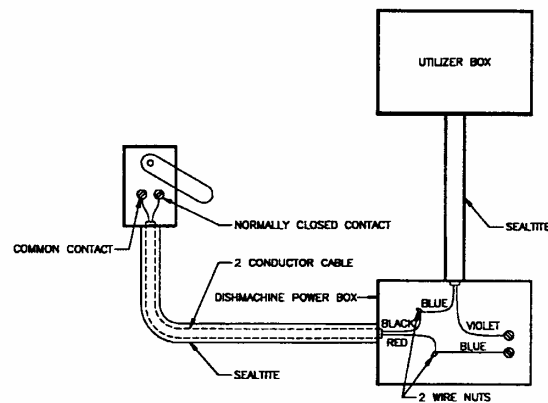 UTILIZER BOX
NORMALLY CLOSED CONTACT
SEALTITE
COMMON CONTACT
2 CONDUCTOR CABLE
DISHMACHINE POWER BOX
BLUE
BLACK
VIOLET
RED
BLUE
SEALTITE
2 WIRE NUTS